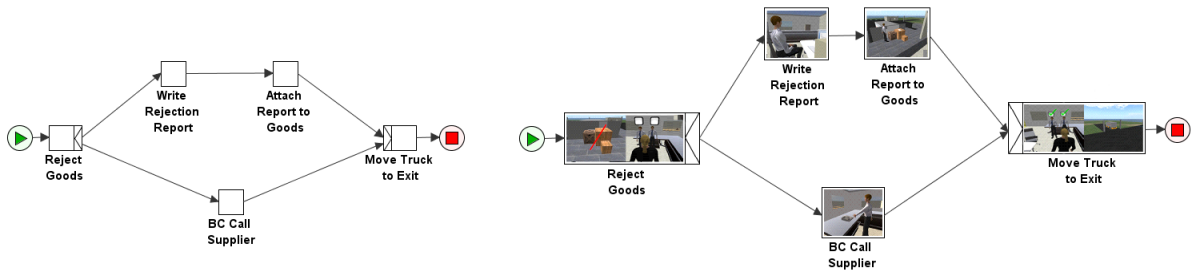 Write
Rejection
Report
Attach
Report to
Goods
Reject
Goods
Move Truck
to Exit
BC Call
Supplier
Write
Rejection
Report
Attach
Report to
Goods
Reject
Goods
Move Truck
to Exit
BC Call
Supplier